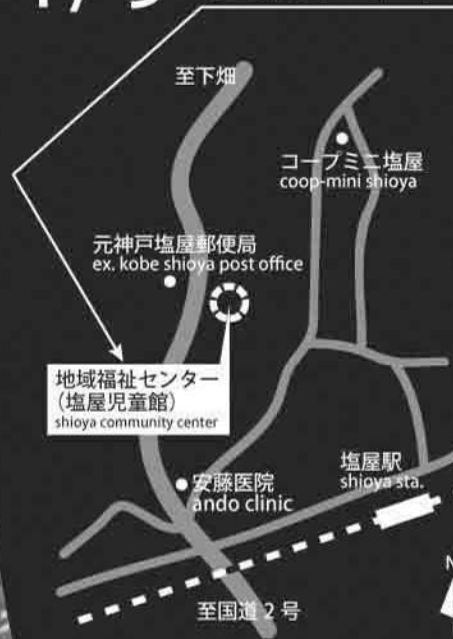 至下畑
コープミニ塩屋
coop-mini shioya
元神戸塩屋郵便局
ex. kobe shioya post office
地域福祉センター
(塩屋児童館)
shioya community center
塩屋駅
shioya sta.
安藤医院
ando clinic
至国道 2 号